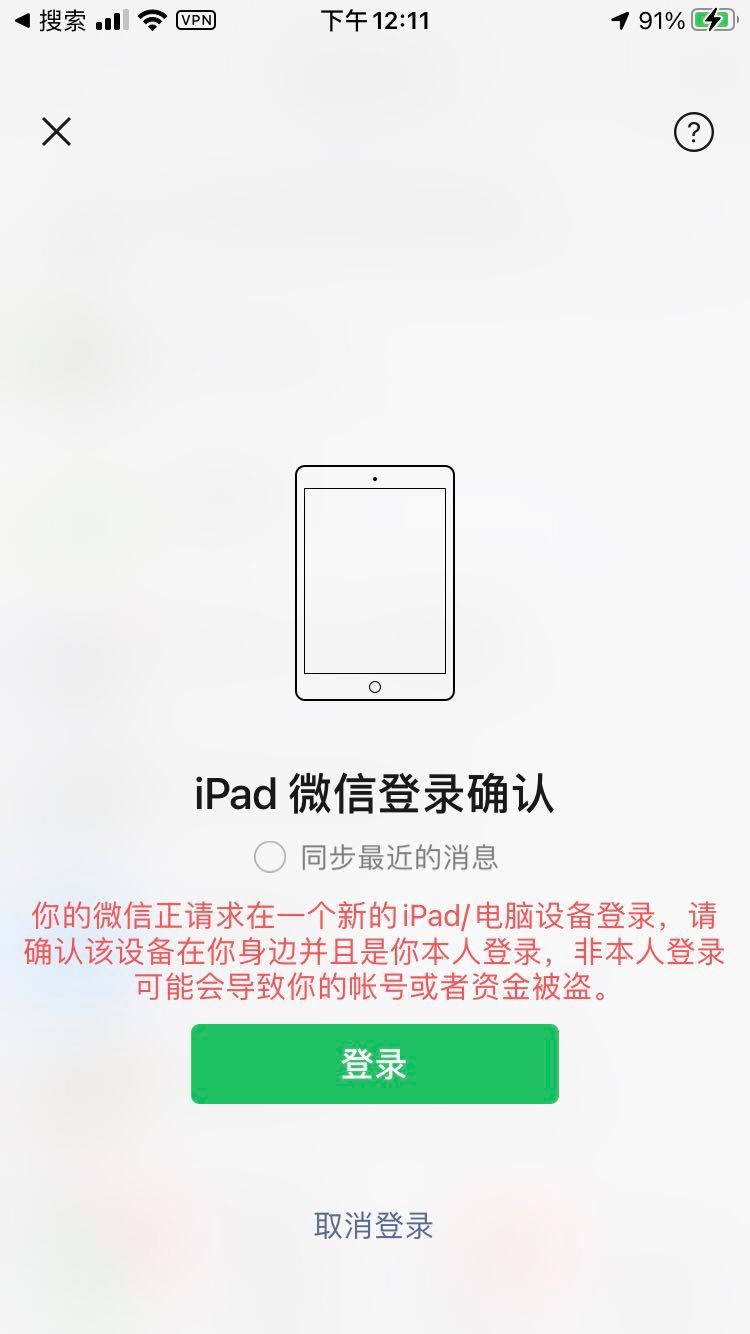 搜索 VPN 下午12:11 91%
?
iPad 微信登录确认
同步最近的消息
你的微信正请求在一个新的iPad/电脑设备登录，请
确认该设备在你身边并且是你本人登录，非本人登录
可能会导致你的帐号或者资金被盗。
登录
取消登录